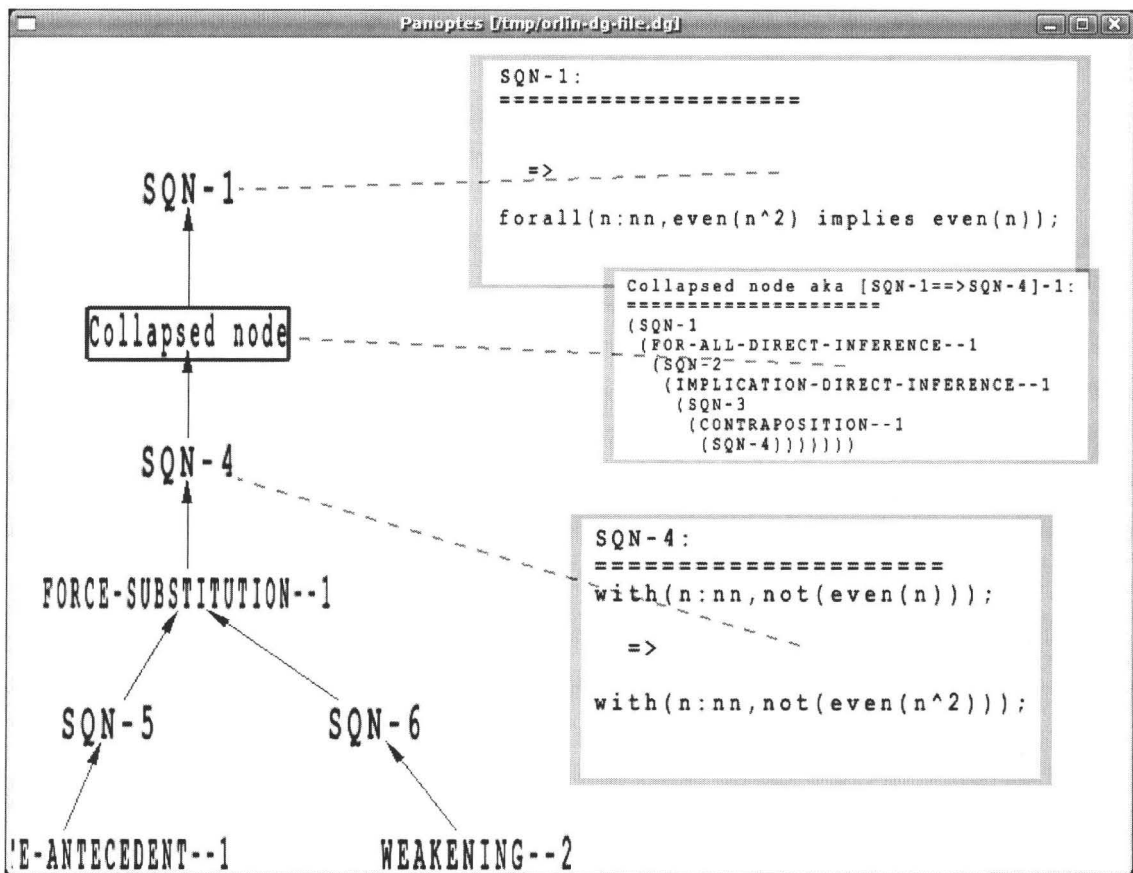 Panoptes [/tmp/orlin-dg-file.dg]
SQN-1:
=====================
=>
forall(n:nn,even(n^2) implies even(n));
SQN-1
Collapsed node aka [SQN-1==>SQN-4]-1:
=====================
(SQN-1
(FOR-ALL-DIRECT-INFERENCE--1
(SQN-2
(IMPLICATION-DIRECT-INFERENCE--1
(SQN-3
(CONTRAPOSITION--1
(SQN-4)))))))
Collapsed node
SQN-4
SQN-4:
=====================
with(n:nn,not(even(n)));
=>
with(n:nn,not(even(n^2)));
FORCE-SUBSTITUTION--1
SQN-5
SQN-6
E-ANTECEDENT--1
WEAKENING--2